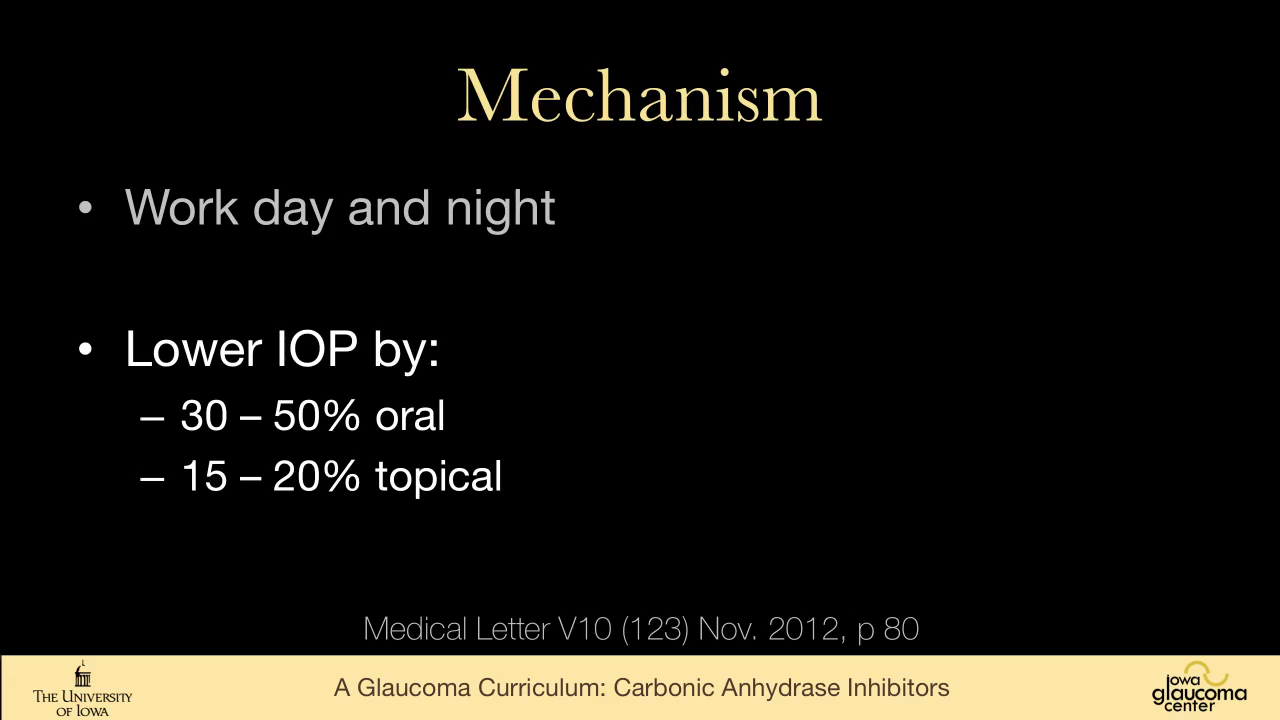 Mechanism
• Work day and night
• Lower IOP by:
– 30 – 50% oral
– 15 – 20% topical
Medical Letter V10 (123) Nov. 2012, p 80
THE UNIVERSITY
OF IOWA
A Glaucoma Curriculum: Carbonic Anhydrase Inhibitors
iowa
glaucoma
center